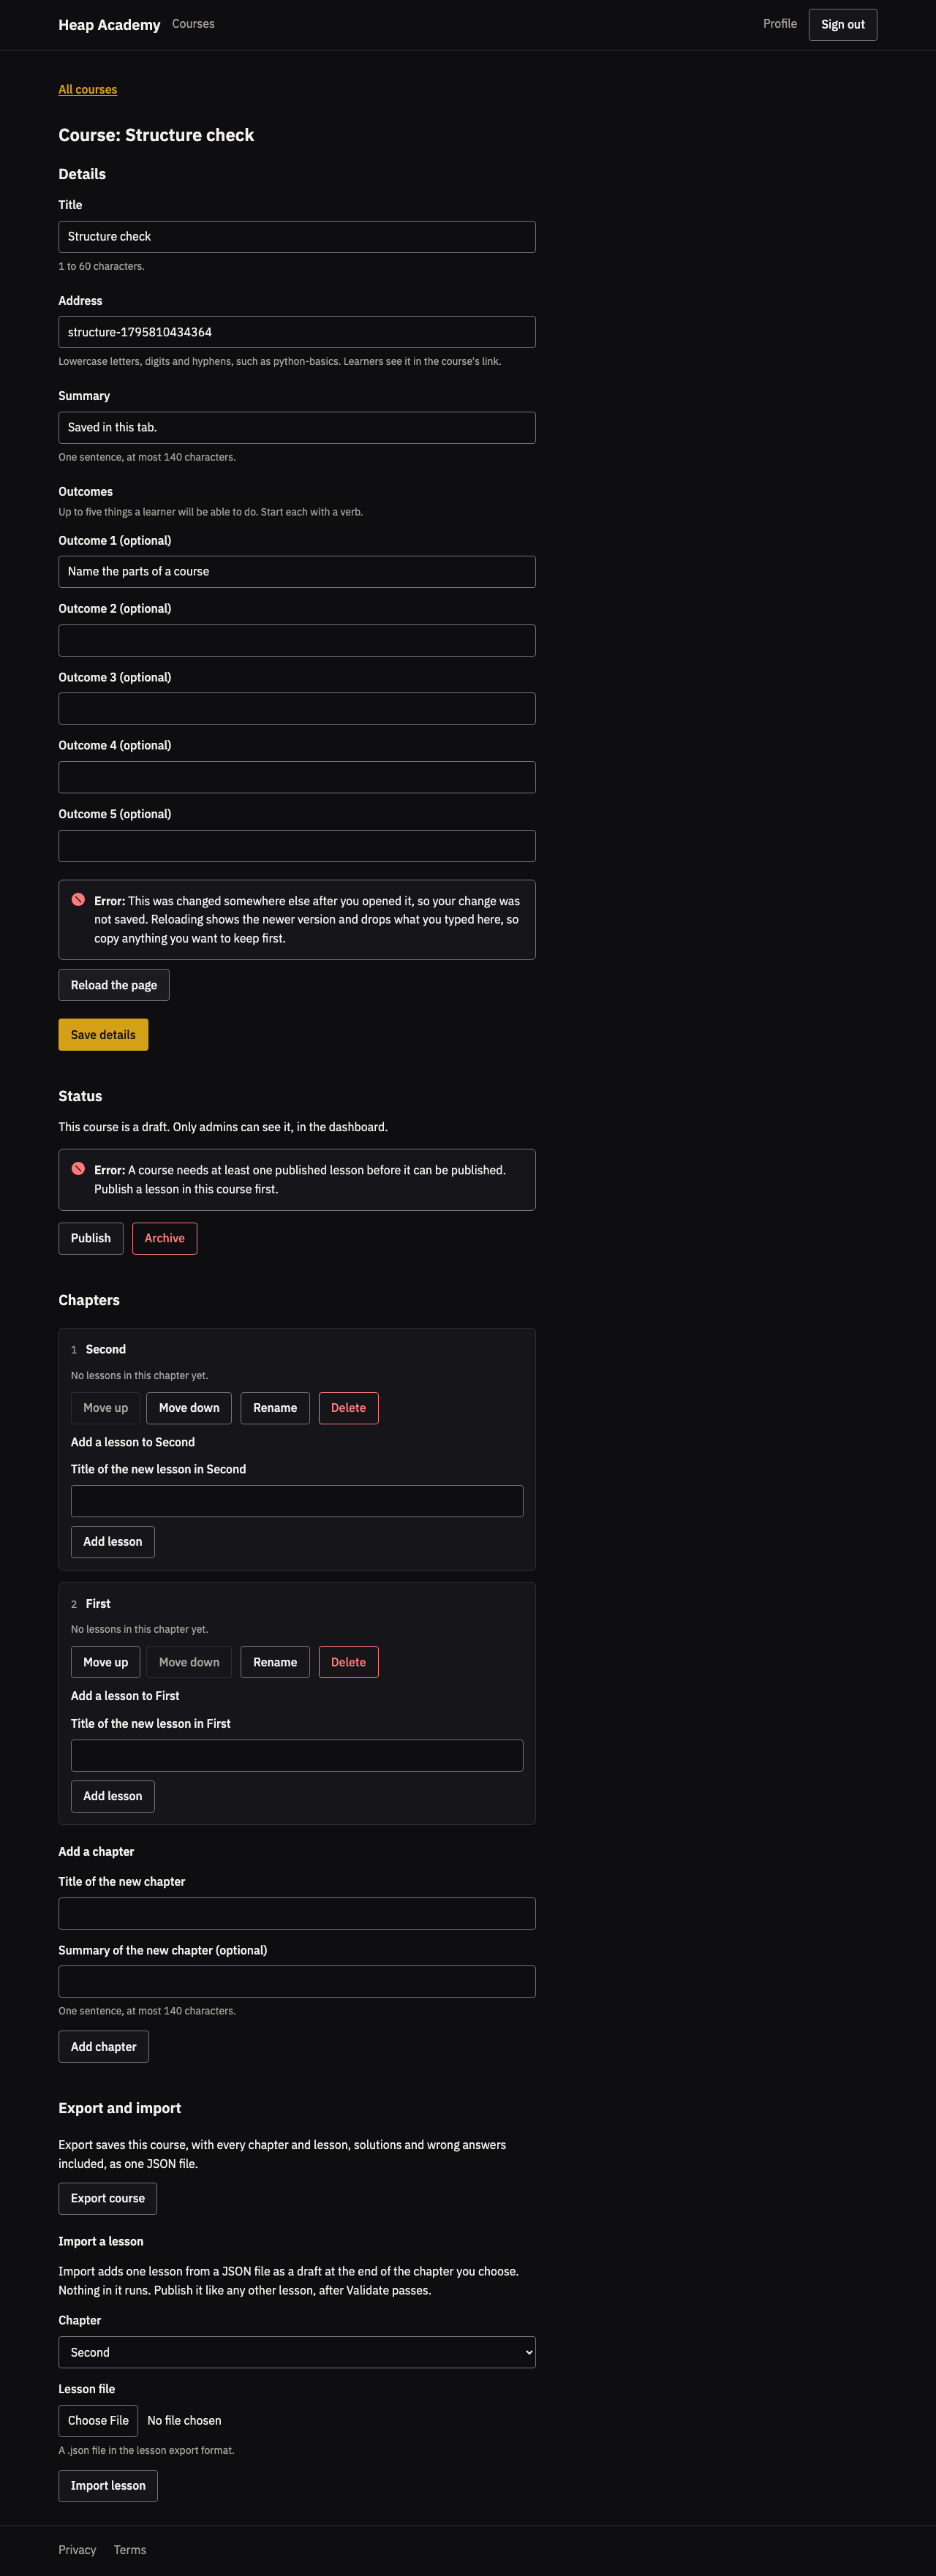 Heap Academy Courses Profile Sign out
All courses
Course: Structure check
Details
Title
Structure check
1 to 60 characters.
Address
structure-1795810434364
Lowercase letters, digits and hyphens, such as python-basics. Learners see it in the course's link.
Summary
Saved in this tab.
One sentence, at most 140 characters.
Outcomes
Up to five things a learner will be able to do. Start each with a verb.
Outcome 1 (optional)
Name the parts of a course
Outcome 2 (optional)
Outcome 3 (optional)
Outcome 4 (optional)
Outcome 5 (optional)
Error: This was changed somewhere else after you opened it, so your change was
not saved. Reloading shows the newer version and drops what you typed here, so
copy anything you want to keep first.
Reload the page
Save details
Status
This course is a draft. Only admins can see it, in the dashboard.
Error: A course needs at least one published lesson before it can be published.
Publish a lesson in this course first.
Publish Archive
Chapters
1 Second
No lessons in this chapter yet.
Move up Move down Rename Delete
Add a lesson to Second
Title of the new lesson in Second
Add lesson
2 First
No lessons in this chapter yet.
Move up Move down Rename Delete
Add a lesson to First
Title of the new lesson in First
Add lesson
Add a chapter
Title of the new chapter
Summary of the new chapter (optional)
One sentence, at most 140 characters.
Add chapter
Export and import
Export saves this course, with every chapter and lesson, solutions and wrong answers
included, as one JSON file.
Export course
Import a lesson
Import adds one lesson from a JSON file as a draft at the end of the chapter you choose.
Nothing in it runs. Publish it like any other lesson, after Validate passes.
Chapter
Second
Lesson file
Choose File No file chosen
A .json file in the lesson export format.
Import lesson
Privacy Terms